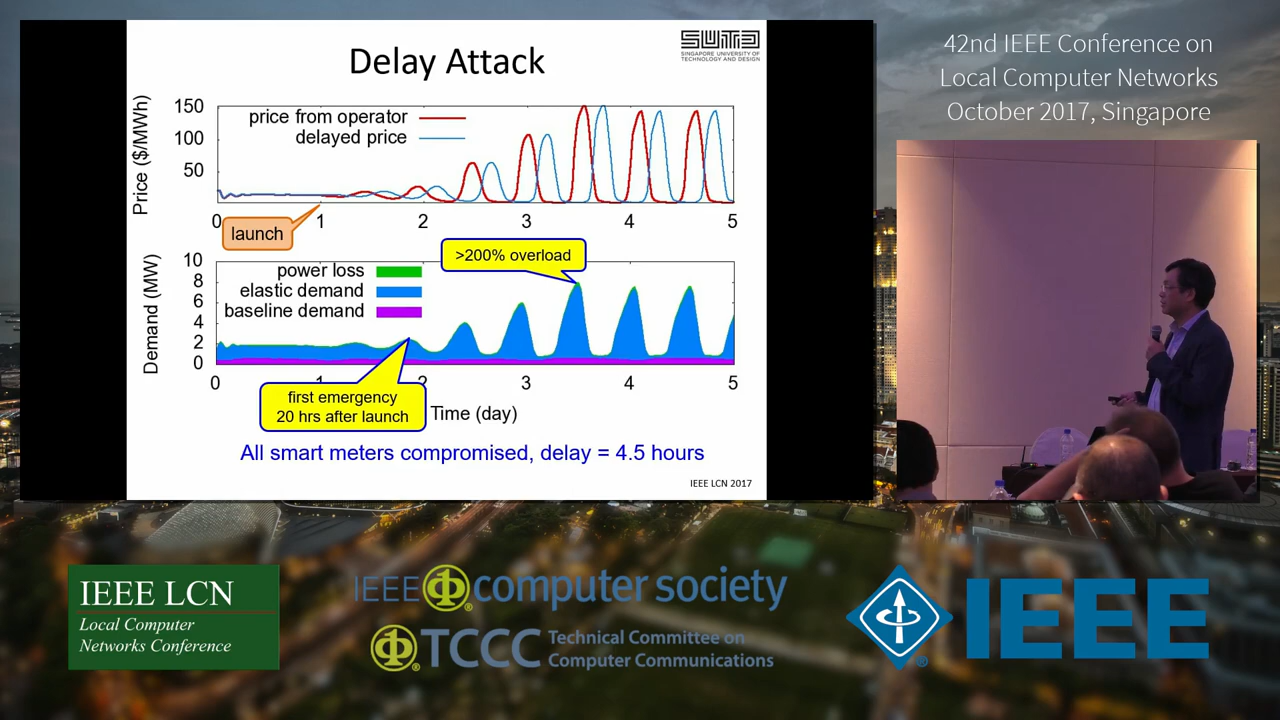 Delay Attack
SUTD
SINGAPORE UNIVERSITY OF
TECHNOLOGY AND DESIGN
Price ($/MWh)
150
100
50
price from operator
delayed price
0 1 2 3 4 5
launch
>200% overload
Demand (MW)
10
8
6
4
2
0
power loss
elastic demand
baseline demand
0 1 2 3 4 5
first emergency
20 hrs after launch
Time (day)
All smart meters compromised, delay = 4.5 hours
IEEE LCN 2017
42nd IEEE Conference on
Local Computer Networks
October 2017, Singapore
IEEE LCN
Local Computer
Networks Conference
IEEE computer society
TCCC Technical Committee on
Computer Communications
IEEE